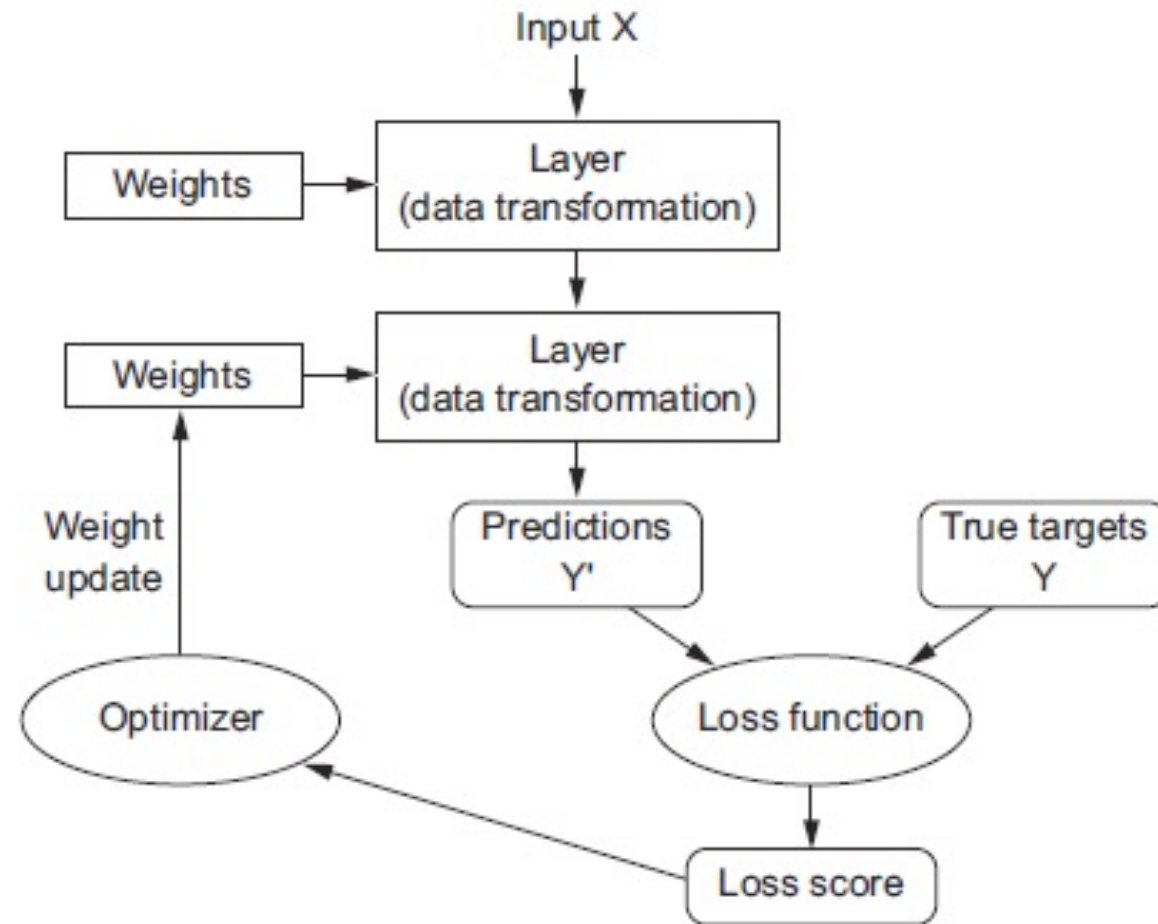 Input X
Weights
Layer
(data transformation)
Weights
Layer
(data transformation)
Weight
update
Predictions
Y'
True targets
Y
Optimizer
Loss function
Loss score